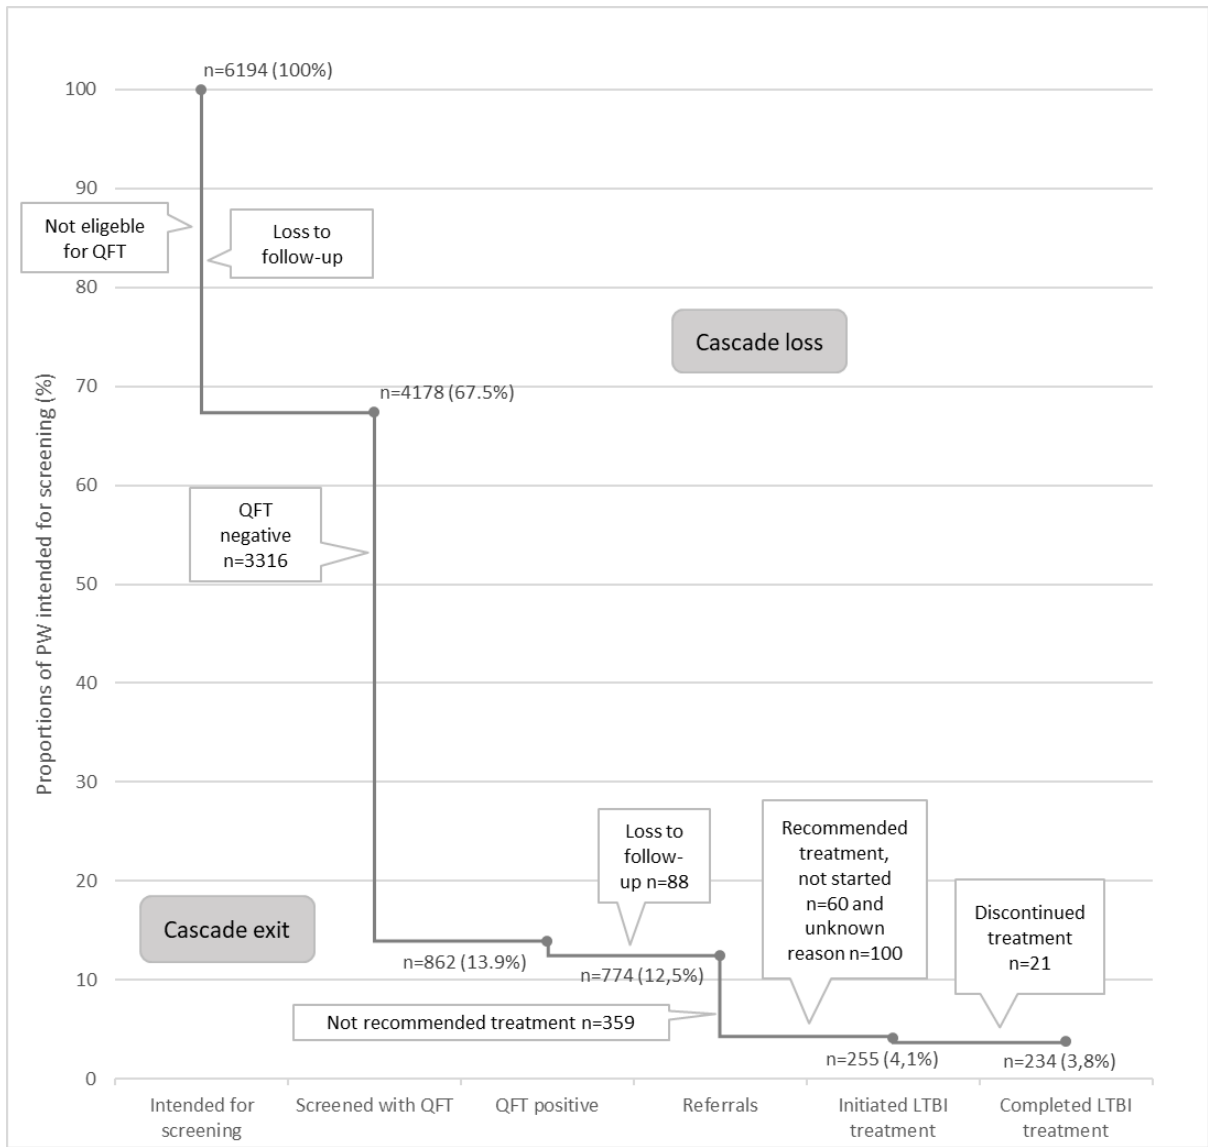 n=6194 (100%)
100
90
Not eligeble
for QFT
Loss to
follow-up
80
Cascade loss
70
n=4178 (67.5%)
60
QFT
negative
n=3316
50
40
30
Proportions of PW intended for screening (%)
Loss to
follow-
up n=88
Recommended
treatment,
not started
n=60 and
unknown
reason n=100
20
Cascade exit
Discontinued
treatment
n=21
n=862 (13.9%)
n=774 (12,5%)
10
Not recommended treatment n=359
n=255 (4,1%)
n=234 (3,8%)
0
Intended for
screening
Screened with QFT
QFT positive
Referrals
Initiated LTBI
treatment
Completed LTBI
treatment